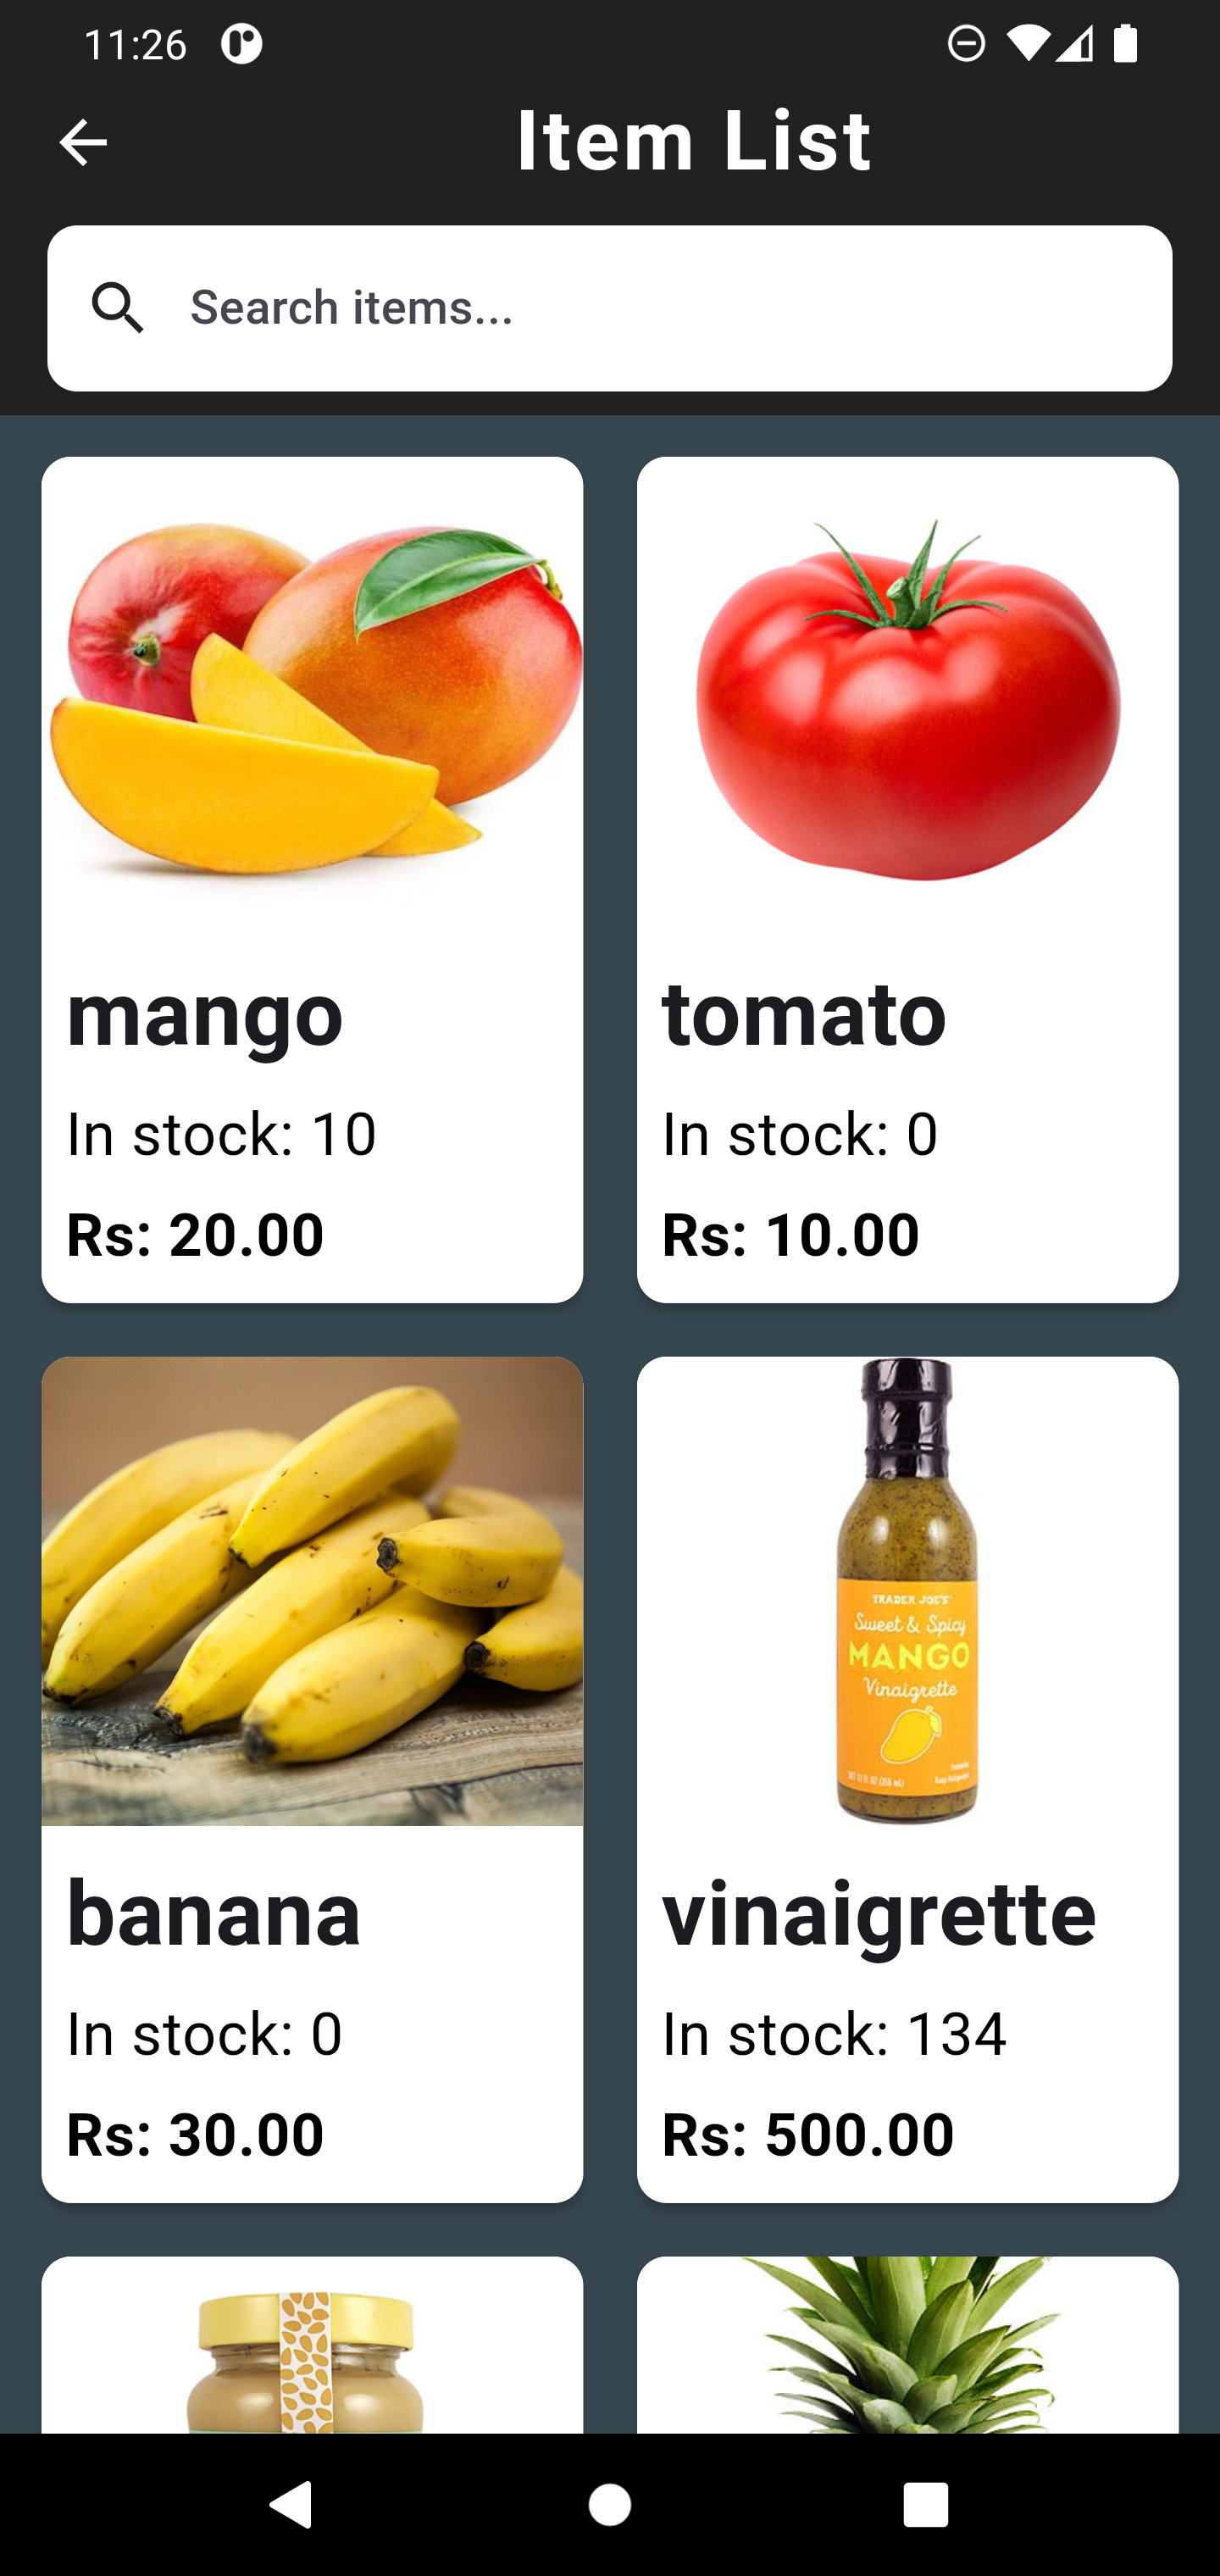 11:26
Item List
Search items...
mango
In stock: 10
Rs: 20.00
tomato
In stock: 0
Rs: 10.00
TRADER JOE'S
Sweet & Spicy
MANGO
Vinaigrette
banana
In stock: 0
Rs: 30.00
vinaigrette
In stock: 134
Rs: 500.00